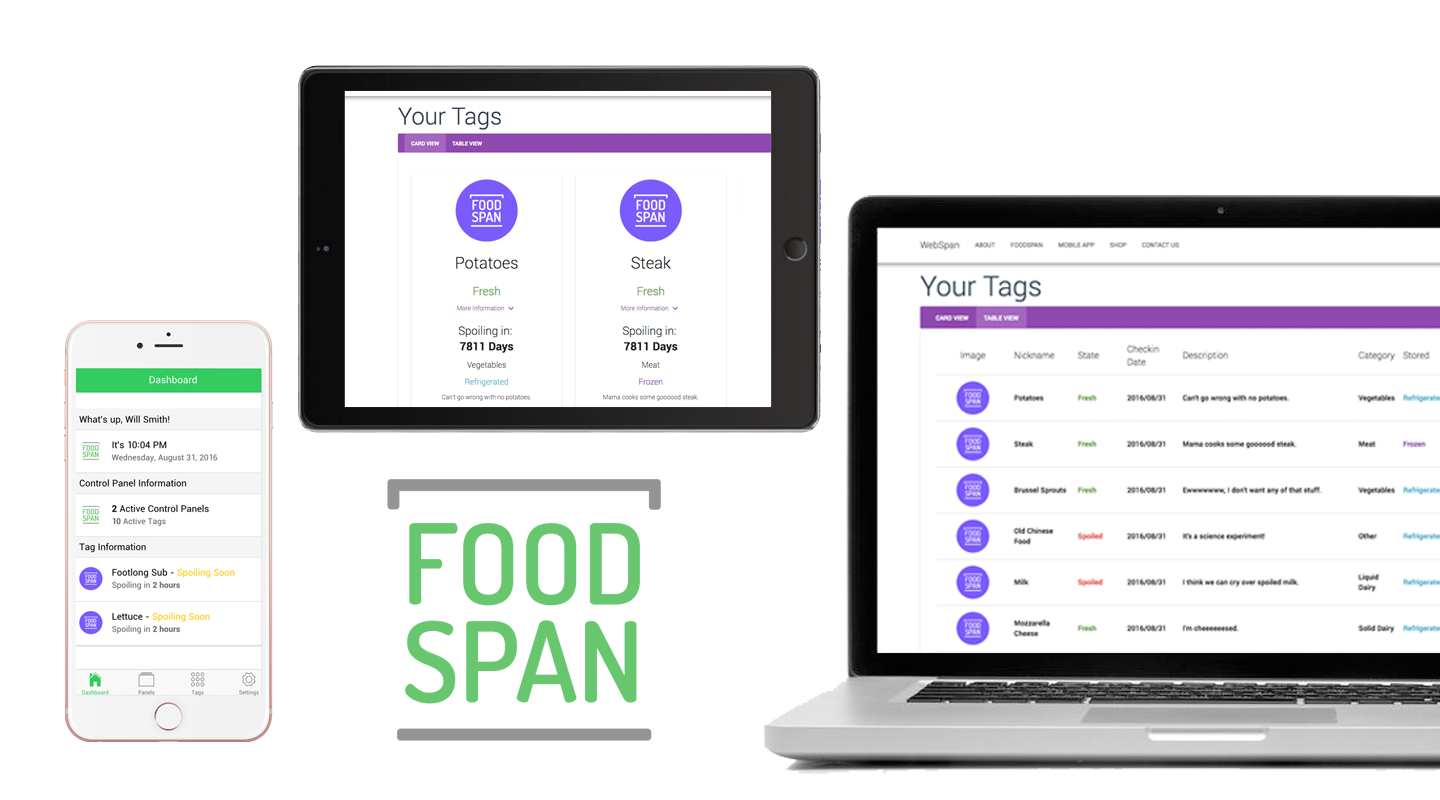 Your Tags
CARD VIEW TABLE VIEW
FOOD
SPAN
Potatoes
Fresh
More Information
Spoiling in:
7811 Days
Vegetables
Refrigerated
Can't go wrong with no potatoes.
FOOD
SPAN
Steak
Fresh
More Information
Spoiling in:
7811 Days
Meat
Frozen
Mama cooks some goooood steak.
Dashboard
What's up, Will Smith!
FOOD
SPAN
It's 10:04 PM
Wednesday, August 31, 2016
Control Panel Information
FOOD
SPAN
2 Active Control Panels
10 Active Tags
Tag Information
FOOD
SPAN
Footlong Sub - Spoiling Soon
Spoiling in 2 hours
FOOD
SPAN
Lettuce - Spoiling Soon
Spoiling in 2 hours
Dashboard Panels Tags Settings
FOOD
SPAN
WebSpan ABOUT FOODSPAN MOBILE APP SHOP CONTACT US
Your Tags
CARD VIEW TABLE VIEW
Image Nickname State Checkin Date Description Category Stored
FOOD
SPAN
Potatoes Fresh 2016/08/31 Can't go wrong with no potatoes. Vegetables Refrigerate
FOOD
SPAN
Steak Fresh 2016/08/31 Mama cooks some goooood steak. Meat Frozen
FOOD
SPAN
Brussel Sprouts Fresh 2016/08/31 Ewwwwwww, I don't want any of that stuff. Vegetables Refrigerate
FOOD
SPAN
Old Chinese Food Spoiled 2016/08/31 It's a science experiment! Other Refrigerate
FOOD
SPAN
Milk Spoiled 2016/08/31 I think we can cry over spoiled milk. Liquid Dairy Refrigerate
FOOD
SPAN
Mozzarella Cheese Fresh 2016/08/31 I'm cheeeeeesed. Solid Dairy Refrigerate